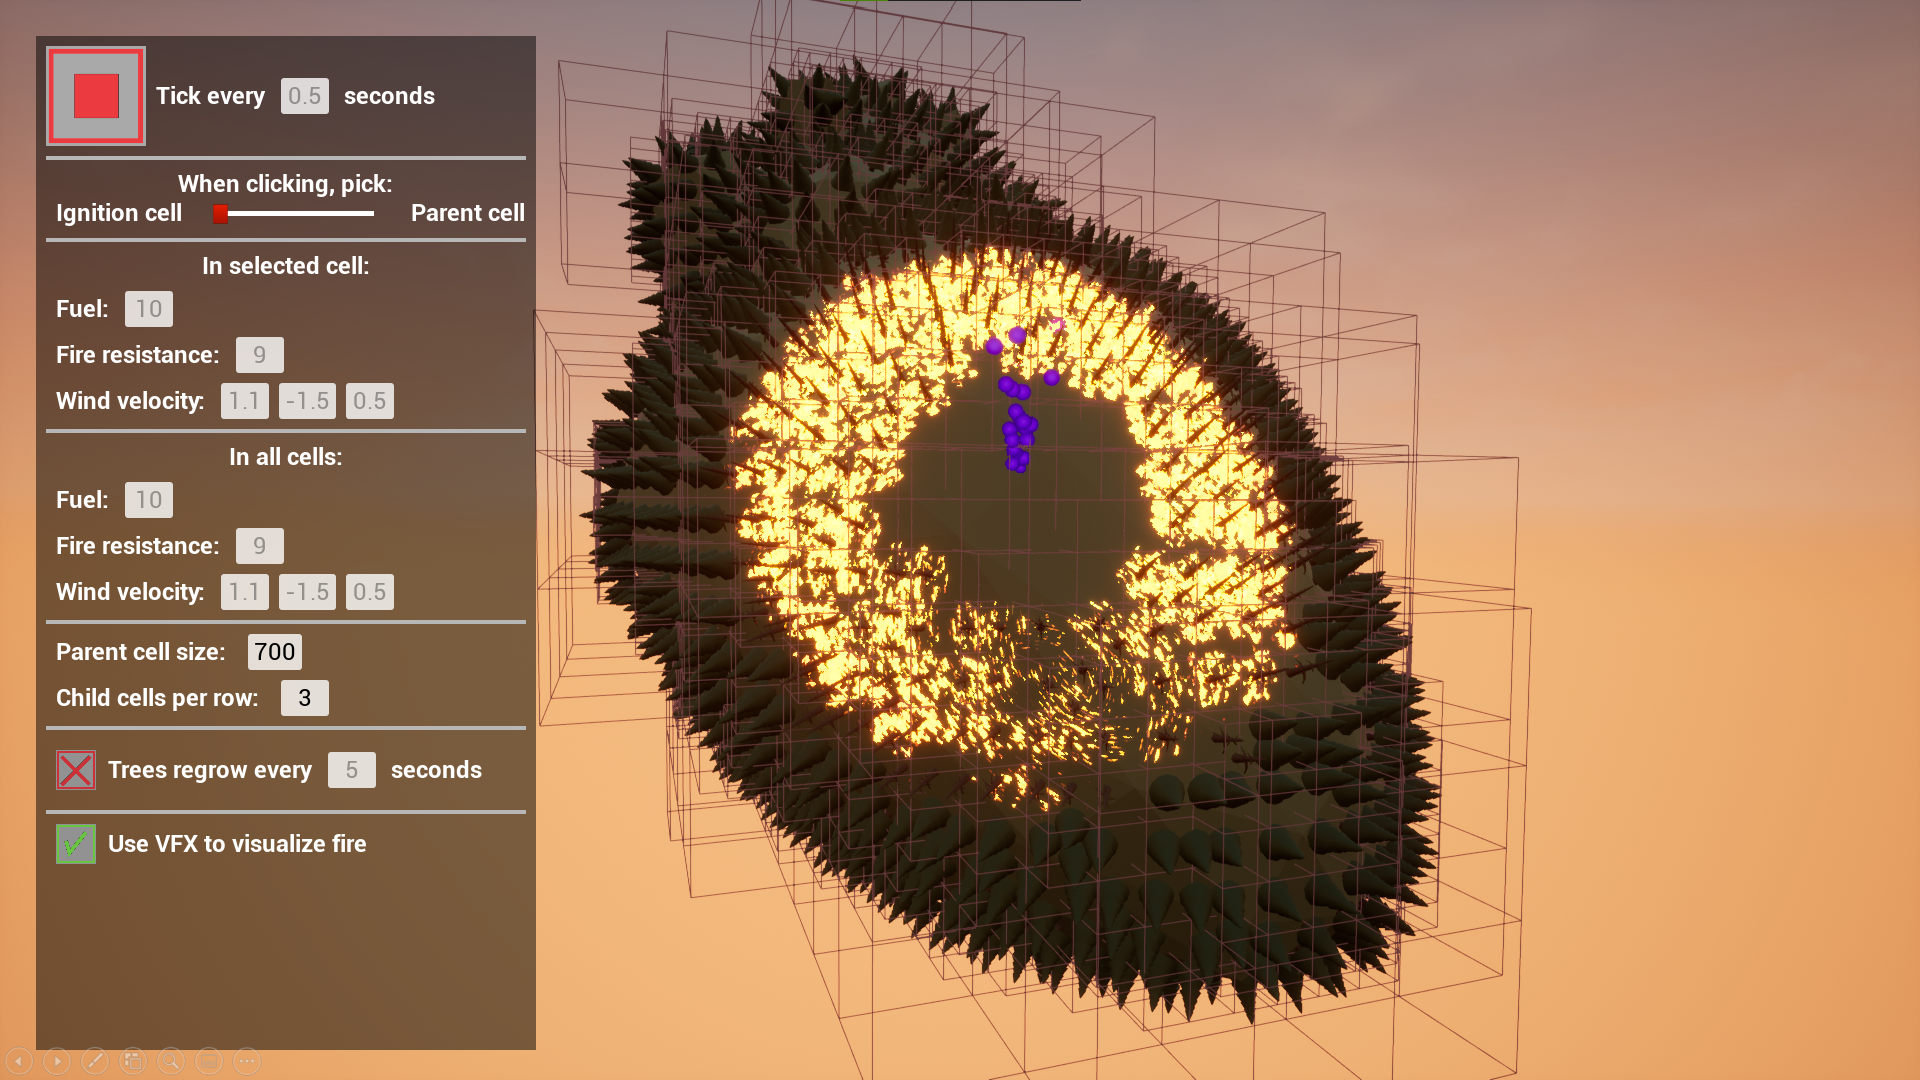 Tick every 0.5 seconds
When clicking, pick:
Ignition cell Parent cell
In selected cell:
Fuel: 10
Fire resistance: 9
Wind velocity: 1.1 -1.5 0.5
In all cells:
Fuel: 10
Fire resistance: 9
Wind velocity: 1.1 -1.5 0.5
Parent cell size: 700
Child cells per row: 3
Trees regrow every 5 seconds
Use VFX to visualize fire